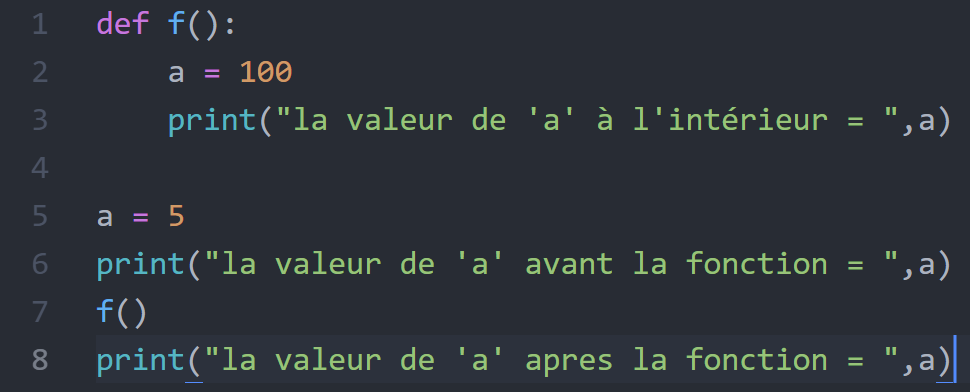 1 def f():
2     a = 100
3     print("la valeur de 'a' à l'intérieur = ",a)
4
5 a = 5
6 print("la valeur de 'a' avant la fonction = ",a)
7 f()
8 print("la valeur de 'a' apres la fonction = ",a)